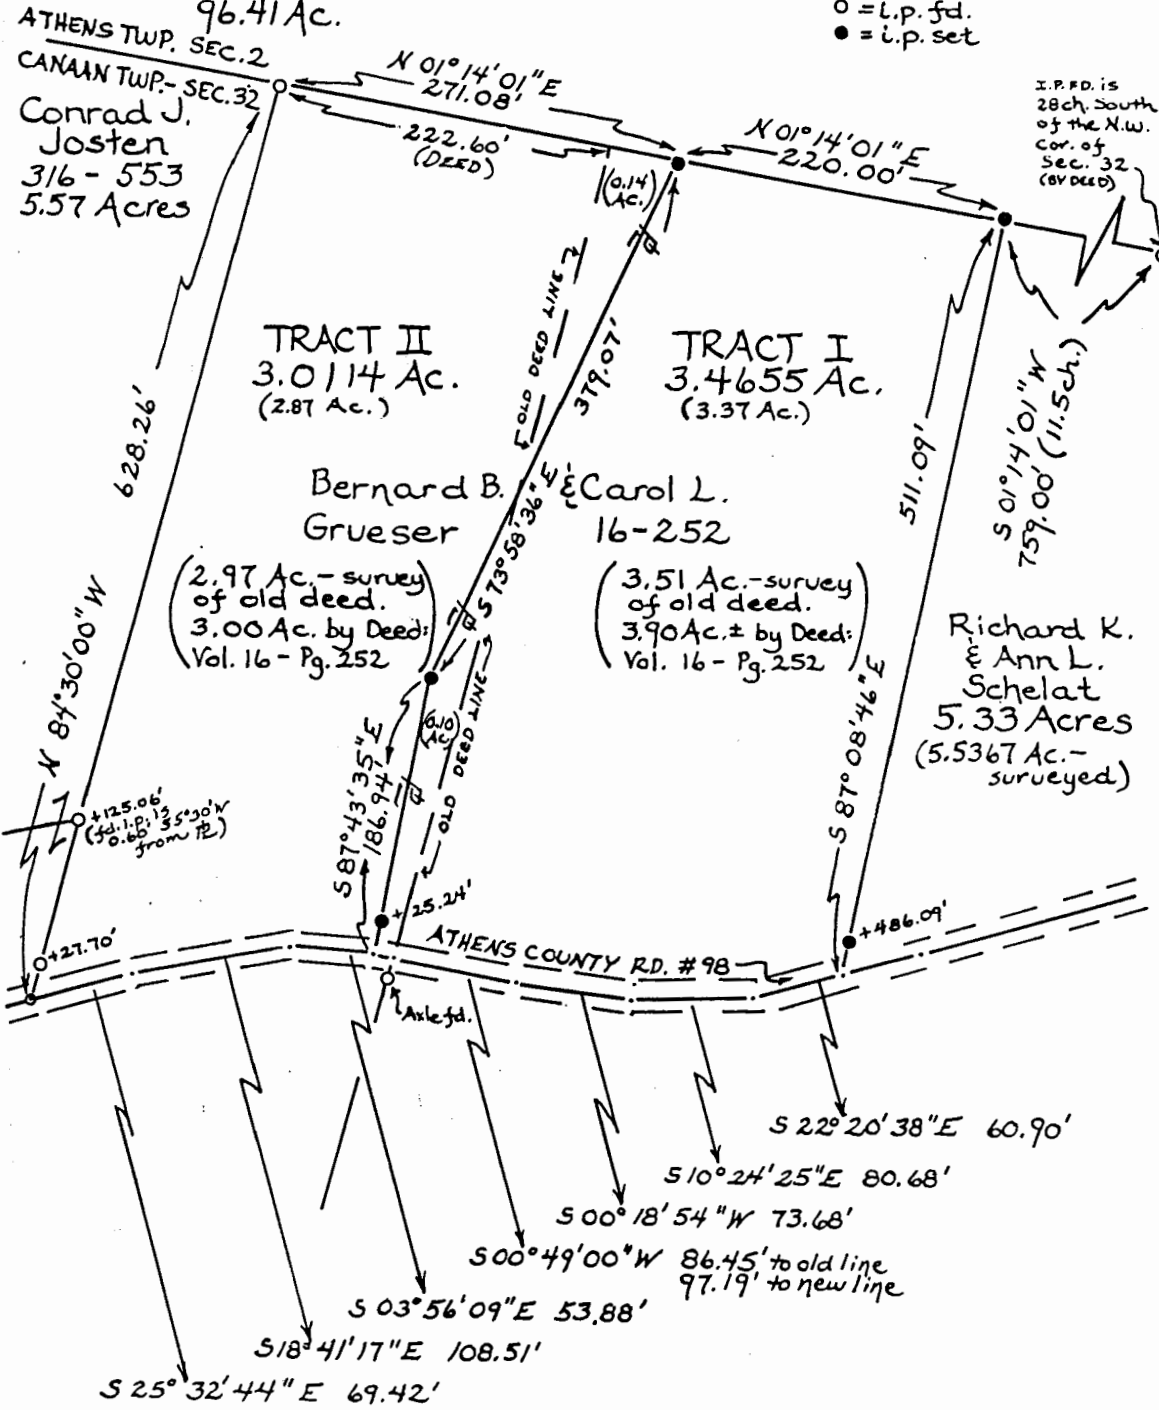 96.41 Ac.
ATHENS TWP. SEC.2
CANAAN TWP.- SEC.32
Conrad J.
Josten
316 - 553
5.57 Acres
O = i.p. fd.
● = i.p. set
N 01° 14' 01" E
271.08'
222.60'
(DEED)
(0.14
AC.)
N 01° 14' 01" E
220.00'
I.P. FD. is
28ch. South
of the N.W.
Cor. of
Sec. 32
(BY DEED)
TRACT II
3.0114 Ac.
(2.87 Ac.)
OLD DEED LINE
379.07'
TRACT I
3.4655 Ac.
(3.37 Ac.)
628.26'
511.09'
S 01° 14' 01" W
759.00' (11.5ch.)
Bernard B. & Carol L.
Grueser 16-252
S 73° 58' 36" E
(2.97 Ac.- survey
of old deed.
3.00 Ac. by Deed:
Vol. 16 - Pg. 252)
(3.51 Ac.-survey
of old deed.
3.90 Ac.± by Deed:
Vol. 16 - Pg. 252)
Richard K.
& Ann L.
Schelat
5.33 Acres
(5.5367 Ac.-
surveyed)
N 84° 30' 00" W
(0.10
AC.)
OLD DEED LINE
S 87° 43' 35" E
186.94'
S 87° 08' 46" E
+125.06'
(fd. i.p. is
0.60' S5°30'W
from PL)
+27.70'
+25.24'
+486.09'
ATHENS COUNTY RD. #98
Axle fd.
S 22° 20' 38" E 60.90'
S 10° 24' 25" E 80.68'
S 00° 18' 54" W 73.68'
S 00° 49' 00" W 86.45' to old line
97.19' to new line
S 03° 56' 09" E 53.88'
S 18° 41' 17" E 108.51'
S 25° 32' 44" E 69.42'